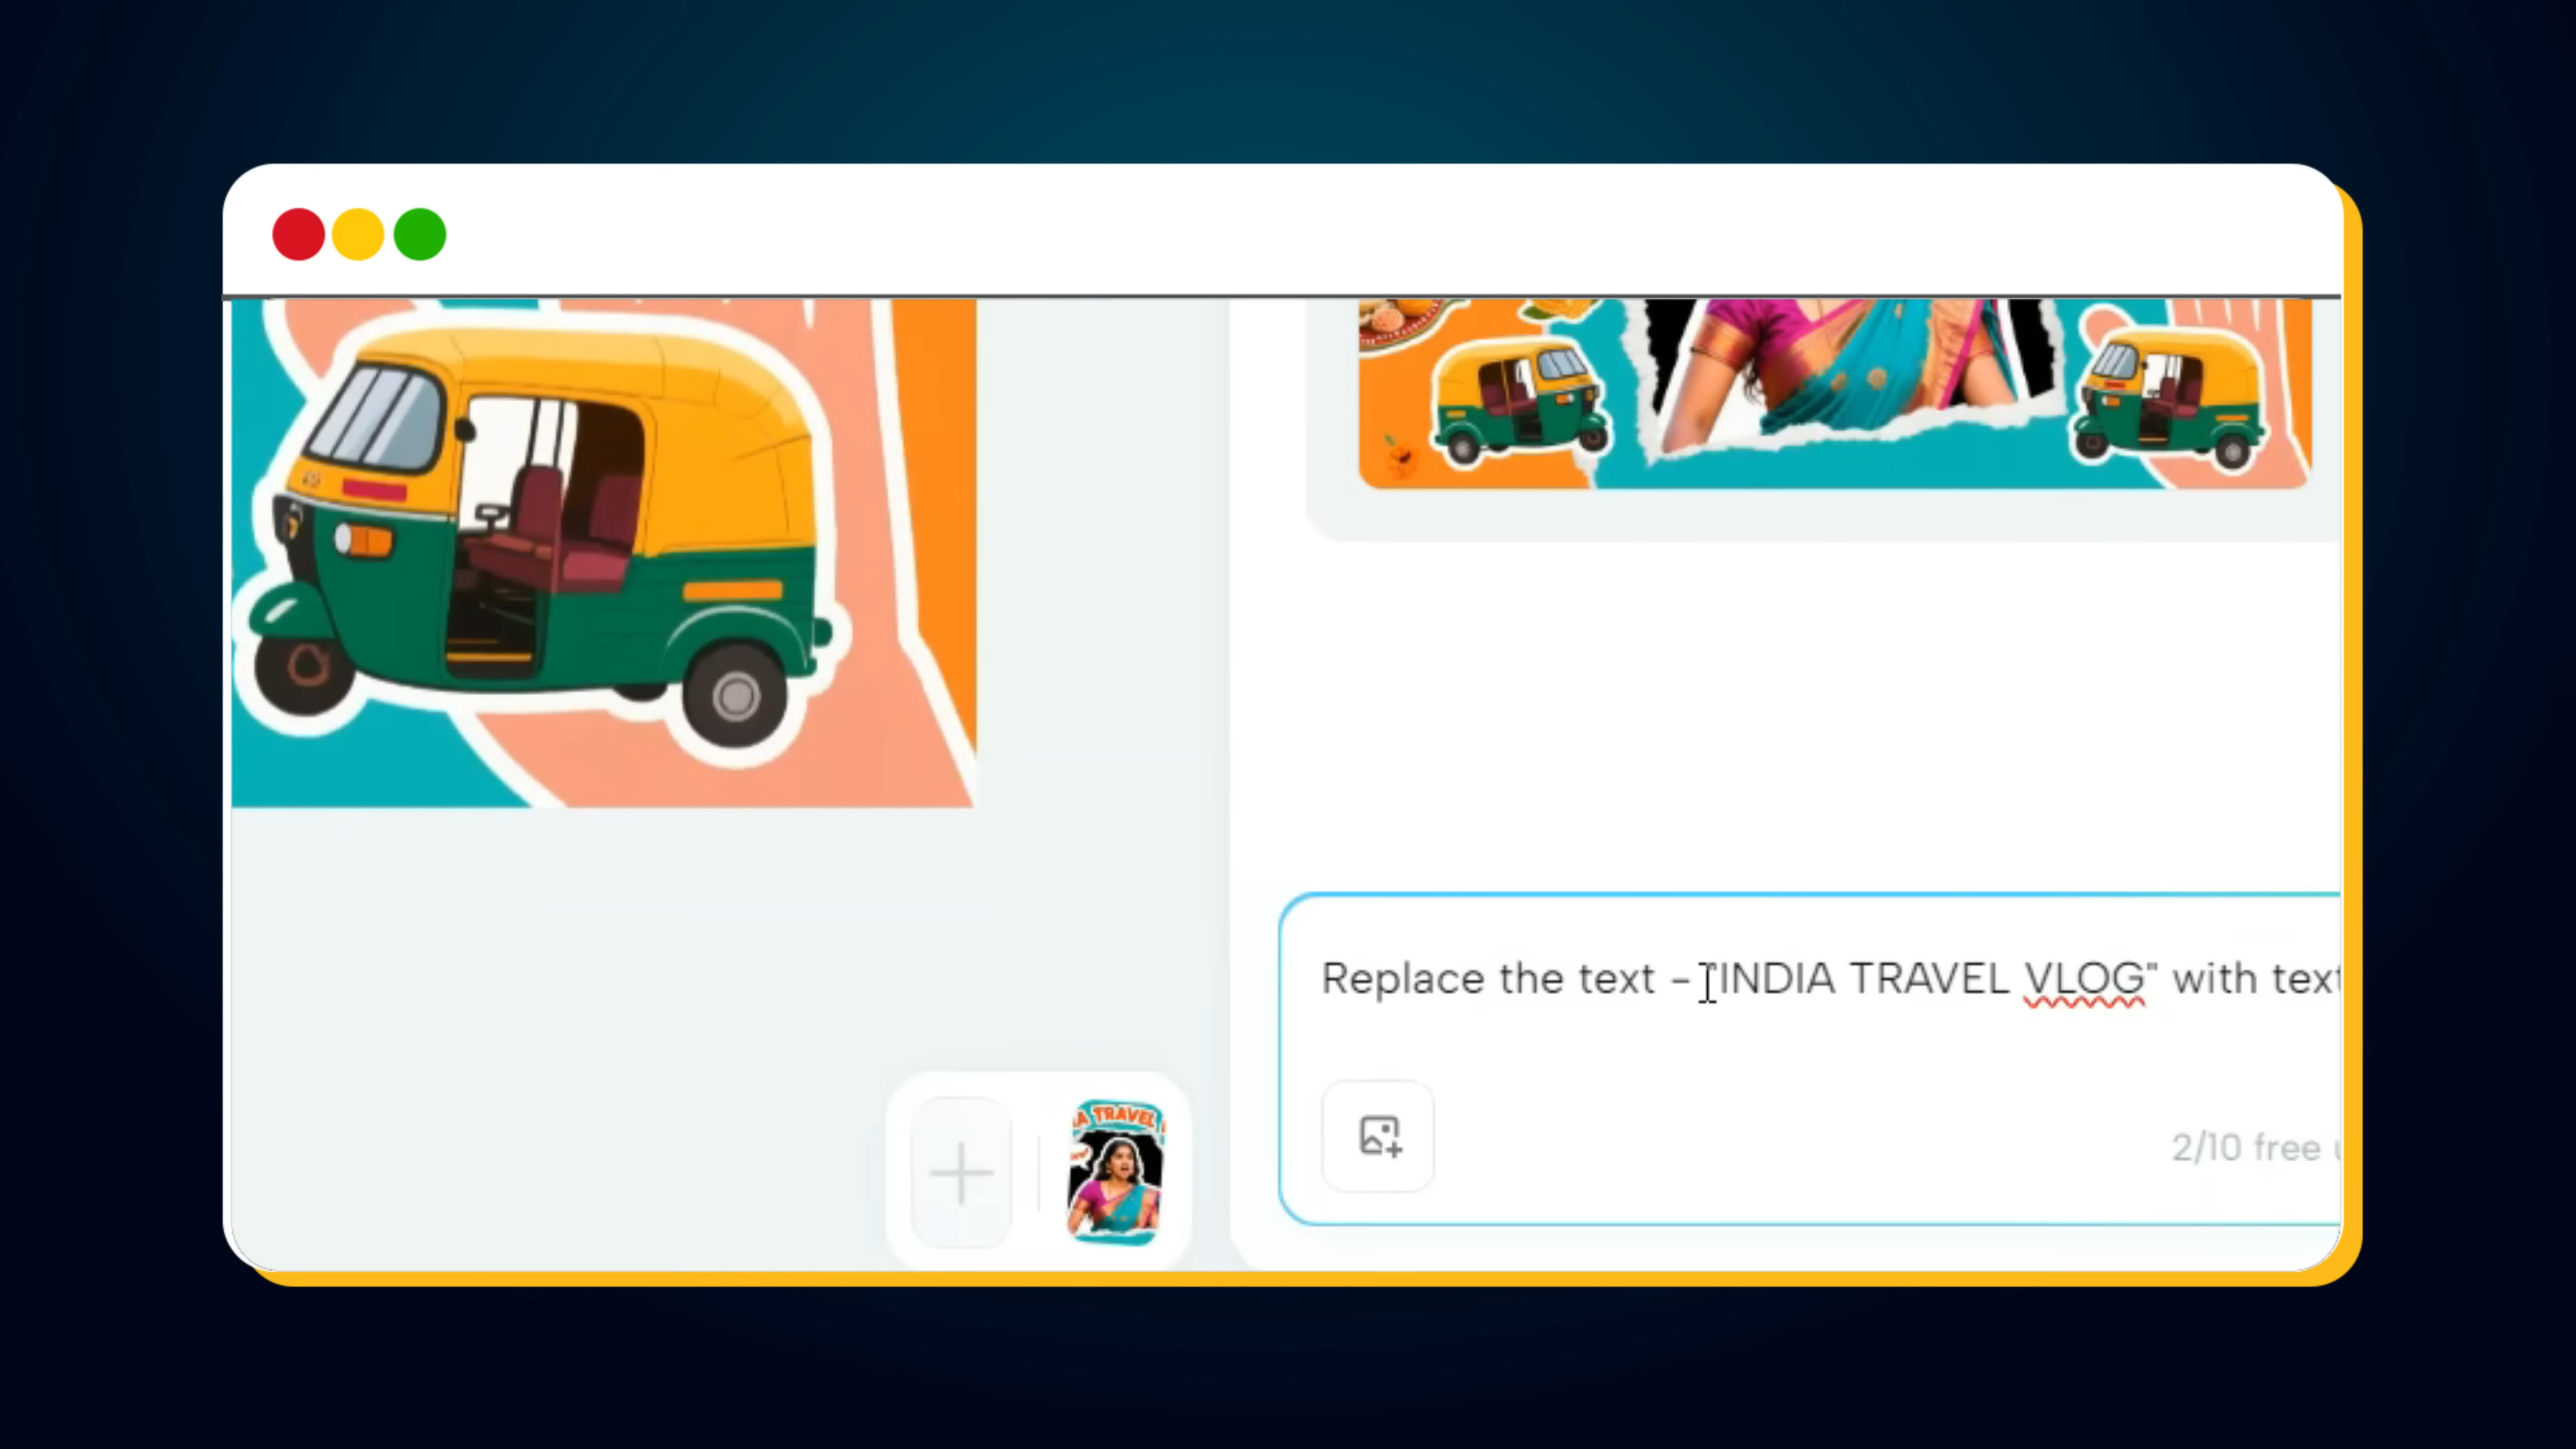 Replace the text - "INDIA TRAVEL VLOG" with text
2/10 free
TRAVEL